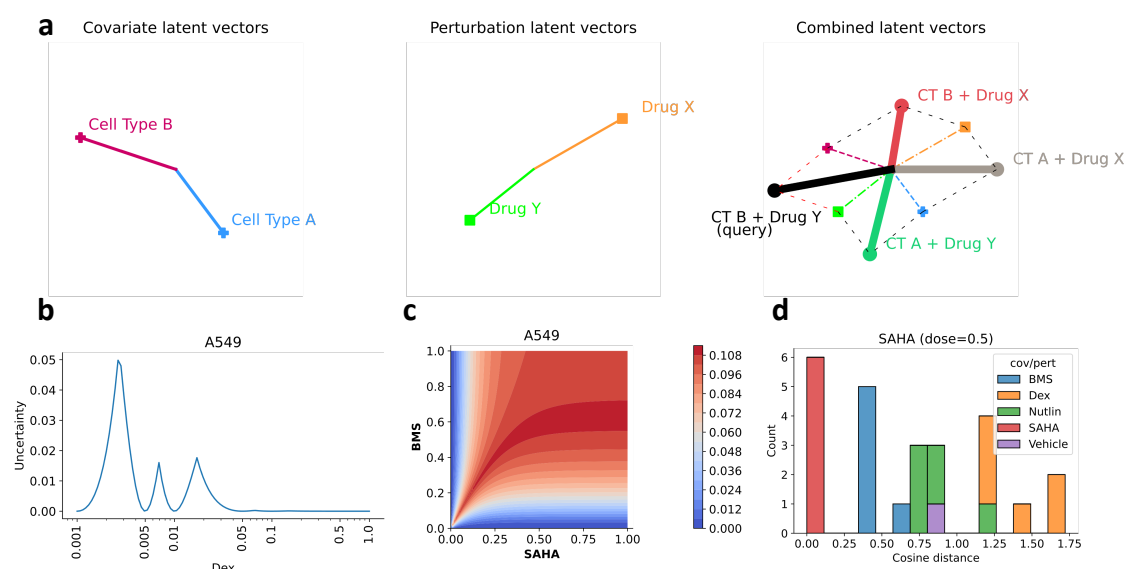 a
Covariate latent vectors
Perturbation latent vectors
Combined latent vectors
Cell Type B
Cell Type A
Drug X
Drug Y
CT B + Drug X
CT A + Drug X
CT B + Drug Y
(query)
CT A + Drug Y
b
c
d
A549
Uncertainty
0.05
0.04
0.03
0.02
0.01
0.00
0.001
0.005
0.01
0.05
0.1
0.5
1.0
Dex
A549
BMS
1.0
0.8
0.6
0.4
0.2
0.0
0.00
0.25
0.50
0.75
1.00
SAHA
0.108
0.096
0.084
0.072
0.060
0.048
0.036
0.024
0.012
0.000
SAHA (dose=0.5)
Count
6
5
4
3
2
1
0
cov/pert
BMS
Dex
Nutlin
SAHA
Vehicle
0.00
0.25
0.50
0.75
1.00
1.25
1.50
1.75
Cosine distance